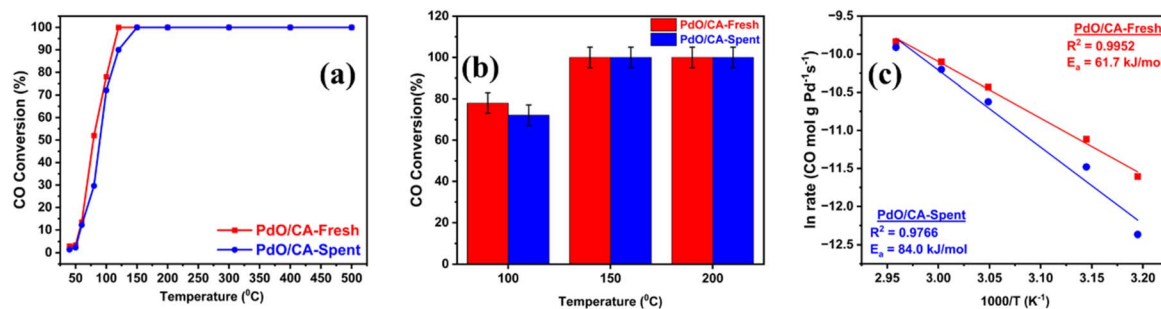 (a)
CO Conversion (%)
100
90
80
70
60
50
40
30
20
10
0
PdO/CA-Fresh
PdO/CA-Spent
50 100 150 200 250 300 350 400 450 500
Temperature (⁰C)
(b)
CO Conversion(%)
120
100
80
60
40
20
0
PdO/CA-Fresh
PdO/CA-Spent
100 150 200
Temperature (⁰C)
(c)
ln rate (CO mol g Pd⁻¹s⁻¹)
−9.5
−10.0
−10.5
−11.0
−11.5
−12.0
−12.5
PdO/CA-Fresh
R² = 0.9952
Eₐ = 61.7 kJ/mol
PdO/CA-Spent
R² = 0.9766
Eₐ = 84.0 kJ/mol
2.95 3.00 3.05 3.10 3.15 3.20
1000/T (K⁻¹)